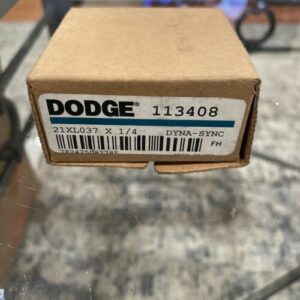 DODGE® 113408
21XL037 X 1/4 DYNA-SYNC
FH